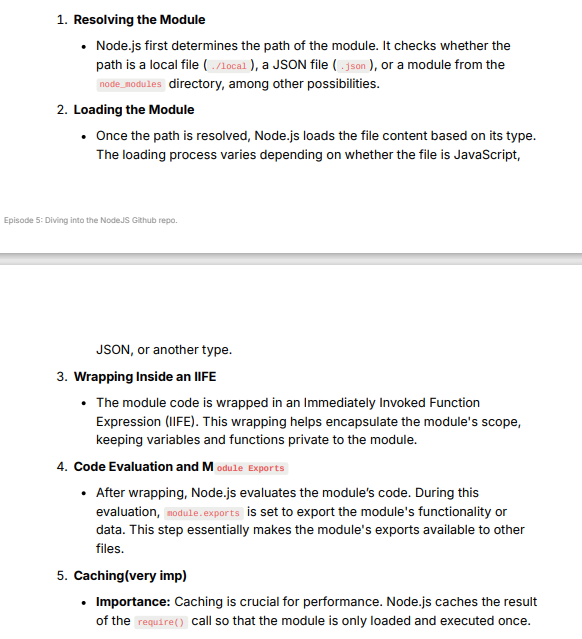 1. Resolving the Module
• Node.js first determines the path of the module. It checks whether the
path is a local file ( ./local ), a JSON file ( .json ), or a module from the
node_modules directory, among other possibilities.
2. Loading the Module
• Once the path is resolved, Node.js loads the file content based on its type.
The loading process varies depending on whether the file is JavaScript,
Episode 5: Diving into the NodeJS Github repo.
JSON, or another type.
3. Wrapping Inside an IIFE
• The module code is wrapped in an Immediately Invoked Function
Expression (IIFE). This wrapping helps encapsulate the module's scope,
keeping variables and functions private to the module.
4. Code Evaluation and M odule Exports
• After wrapping, Node.js evaluates the module’s code. During this
evaluation, module.exports is set to export the module's functionality or
data. This step essentially makes the module's exports available to other
files.
5. Caching(very imp)
• Importance: Caching is crucial for performance. Node.js caches the result
of the require() call so that the module is only loaded and executed once.